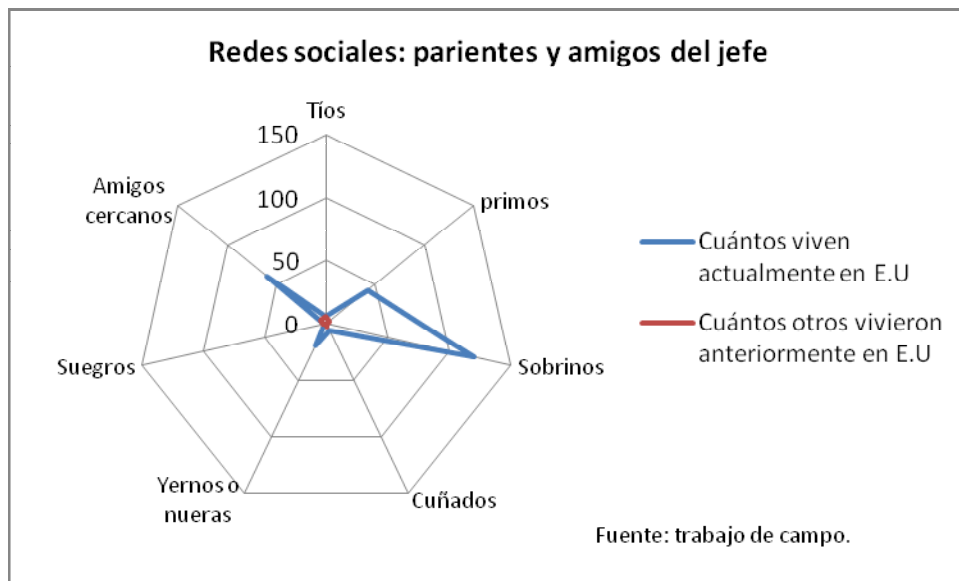 Redes sociales: parientes y amigos del jefe
Tíos
150
100
50
0
primos
Sobrinos
Cuñados
Yernos o
nueras
Suegros
Amigos
cercanos
Cuántos viven
actualmente en E.U
Cuántos otros vivieron
anteriormente en E.U
Fuente: trabajo de campo.